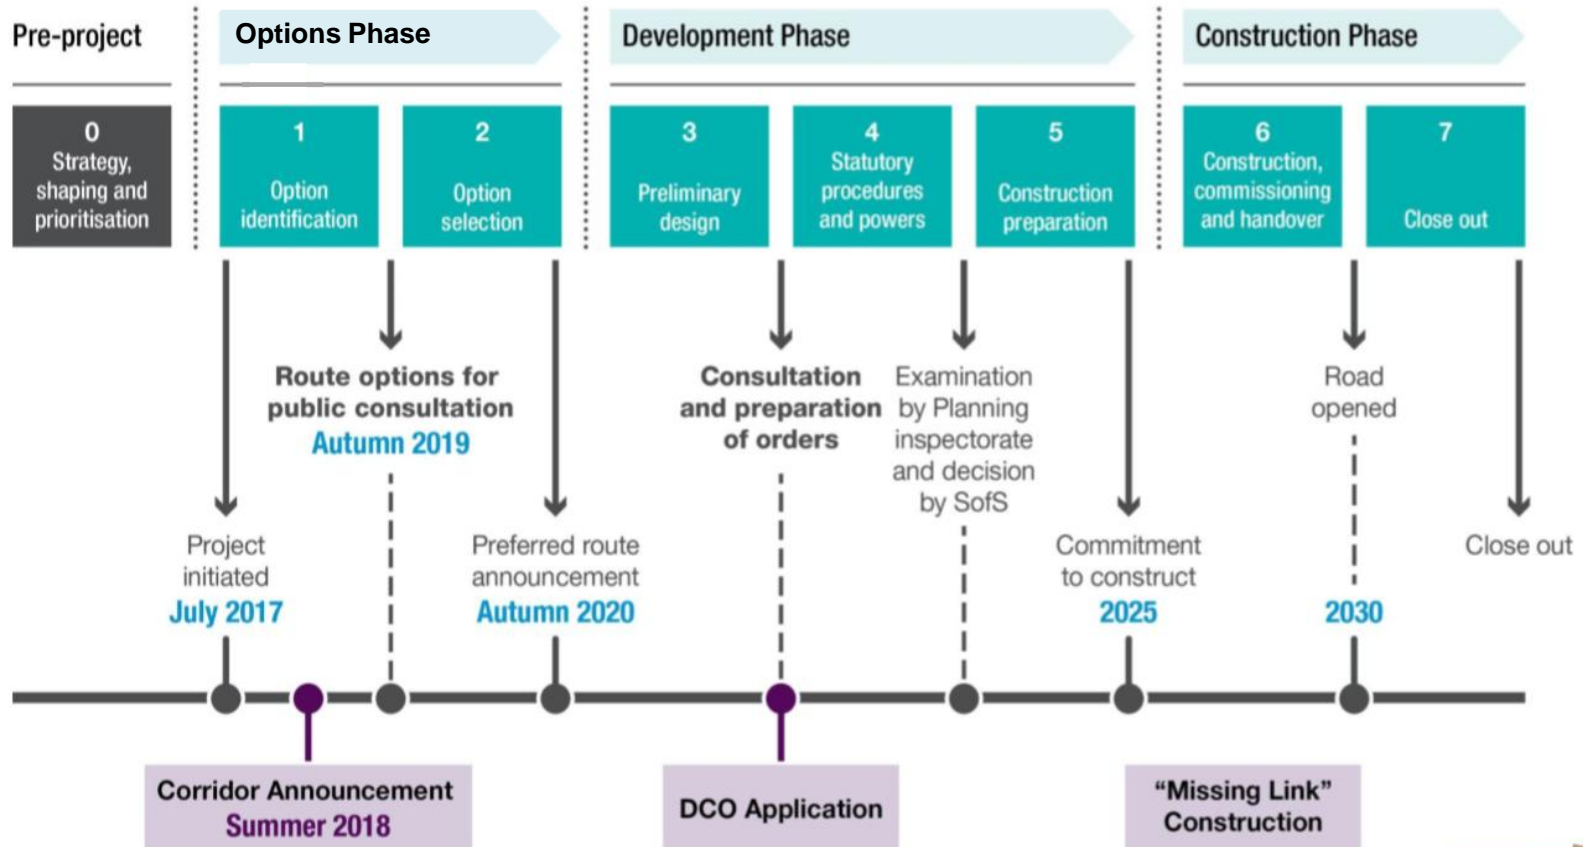 Pre-project
Options Phase
Development Phase
Construction Phase
0
Strategy,
shaping and
prioritisation
1
Option
identification
2
Option
selection
3
Preliminary
design
4
Statutory
procedures
and powers
5
Construction
preparation
6
Construction,
commissioning
and handover
7
Close out
Route options for
public consultation
Autumn 2019
Consultation
and preparation
of orders
Examination
by Planning
inspectorate
and decision
by SofS
Road
opened
Project
initiated
July 2017
Preferred route
announcement
Autumn 2020
Commitment
to construct
2025
2030
Close out
Corridor Announcement
Summer 2018
DCO Application
“Missing Link”
Construction